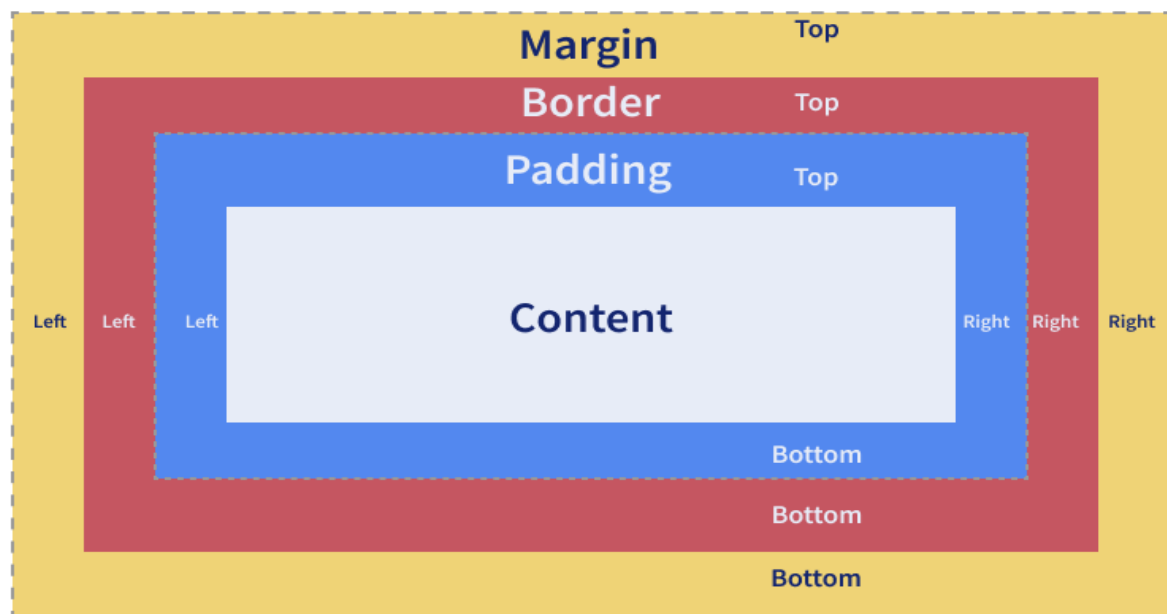 Margin Top
Border Top
Padding Top
Left Left Left Content Right Right Right
Bottom
Bottom
Bottom